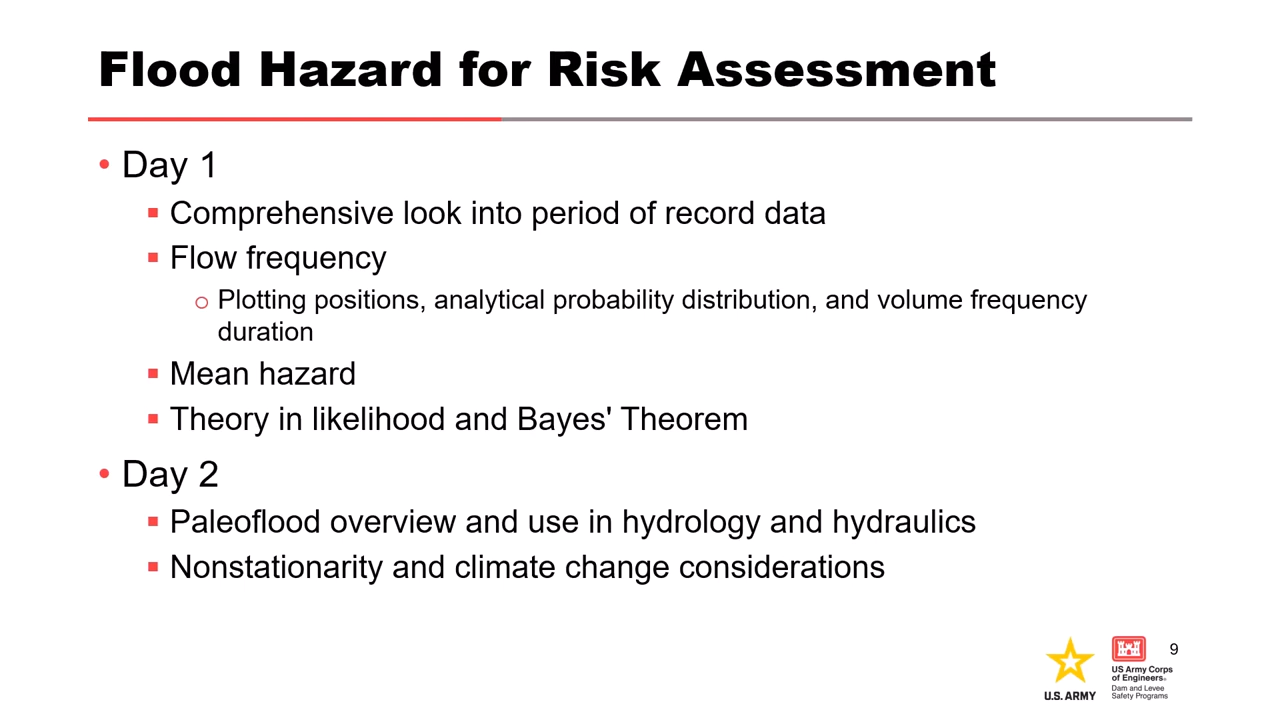 Flood Hazard for Risk Assessment
• Day 1
▪ Comprehensive look into period of record data
▪ Flow frequency
o Plotting positions, analytical probability distribution, and volume frequency
duration
▪ Mean hazard
▪ Theory in likelihood and Bayes' Theorem
• Day 2
▪ Paleoflood overview and use in hydrology and hydraulics
▪ Nonstationarity and climate change considerations
U.S. ARMY
US Army Corps
of Engineers®
Dam and Levee
Safety Programs
9